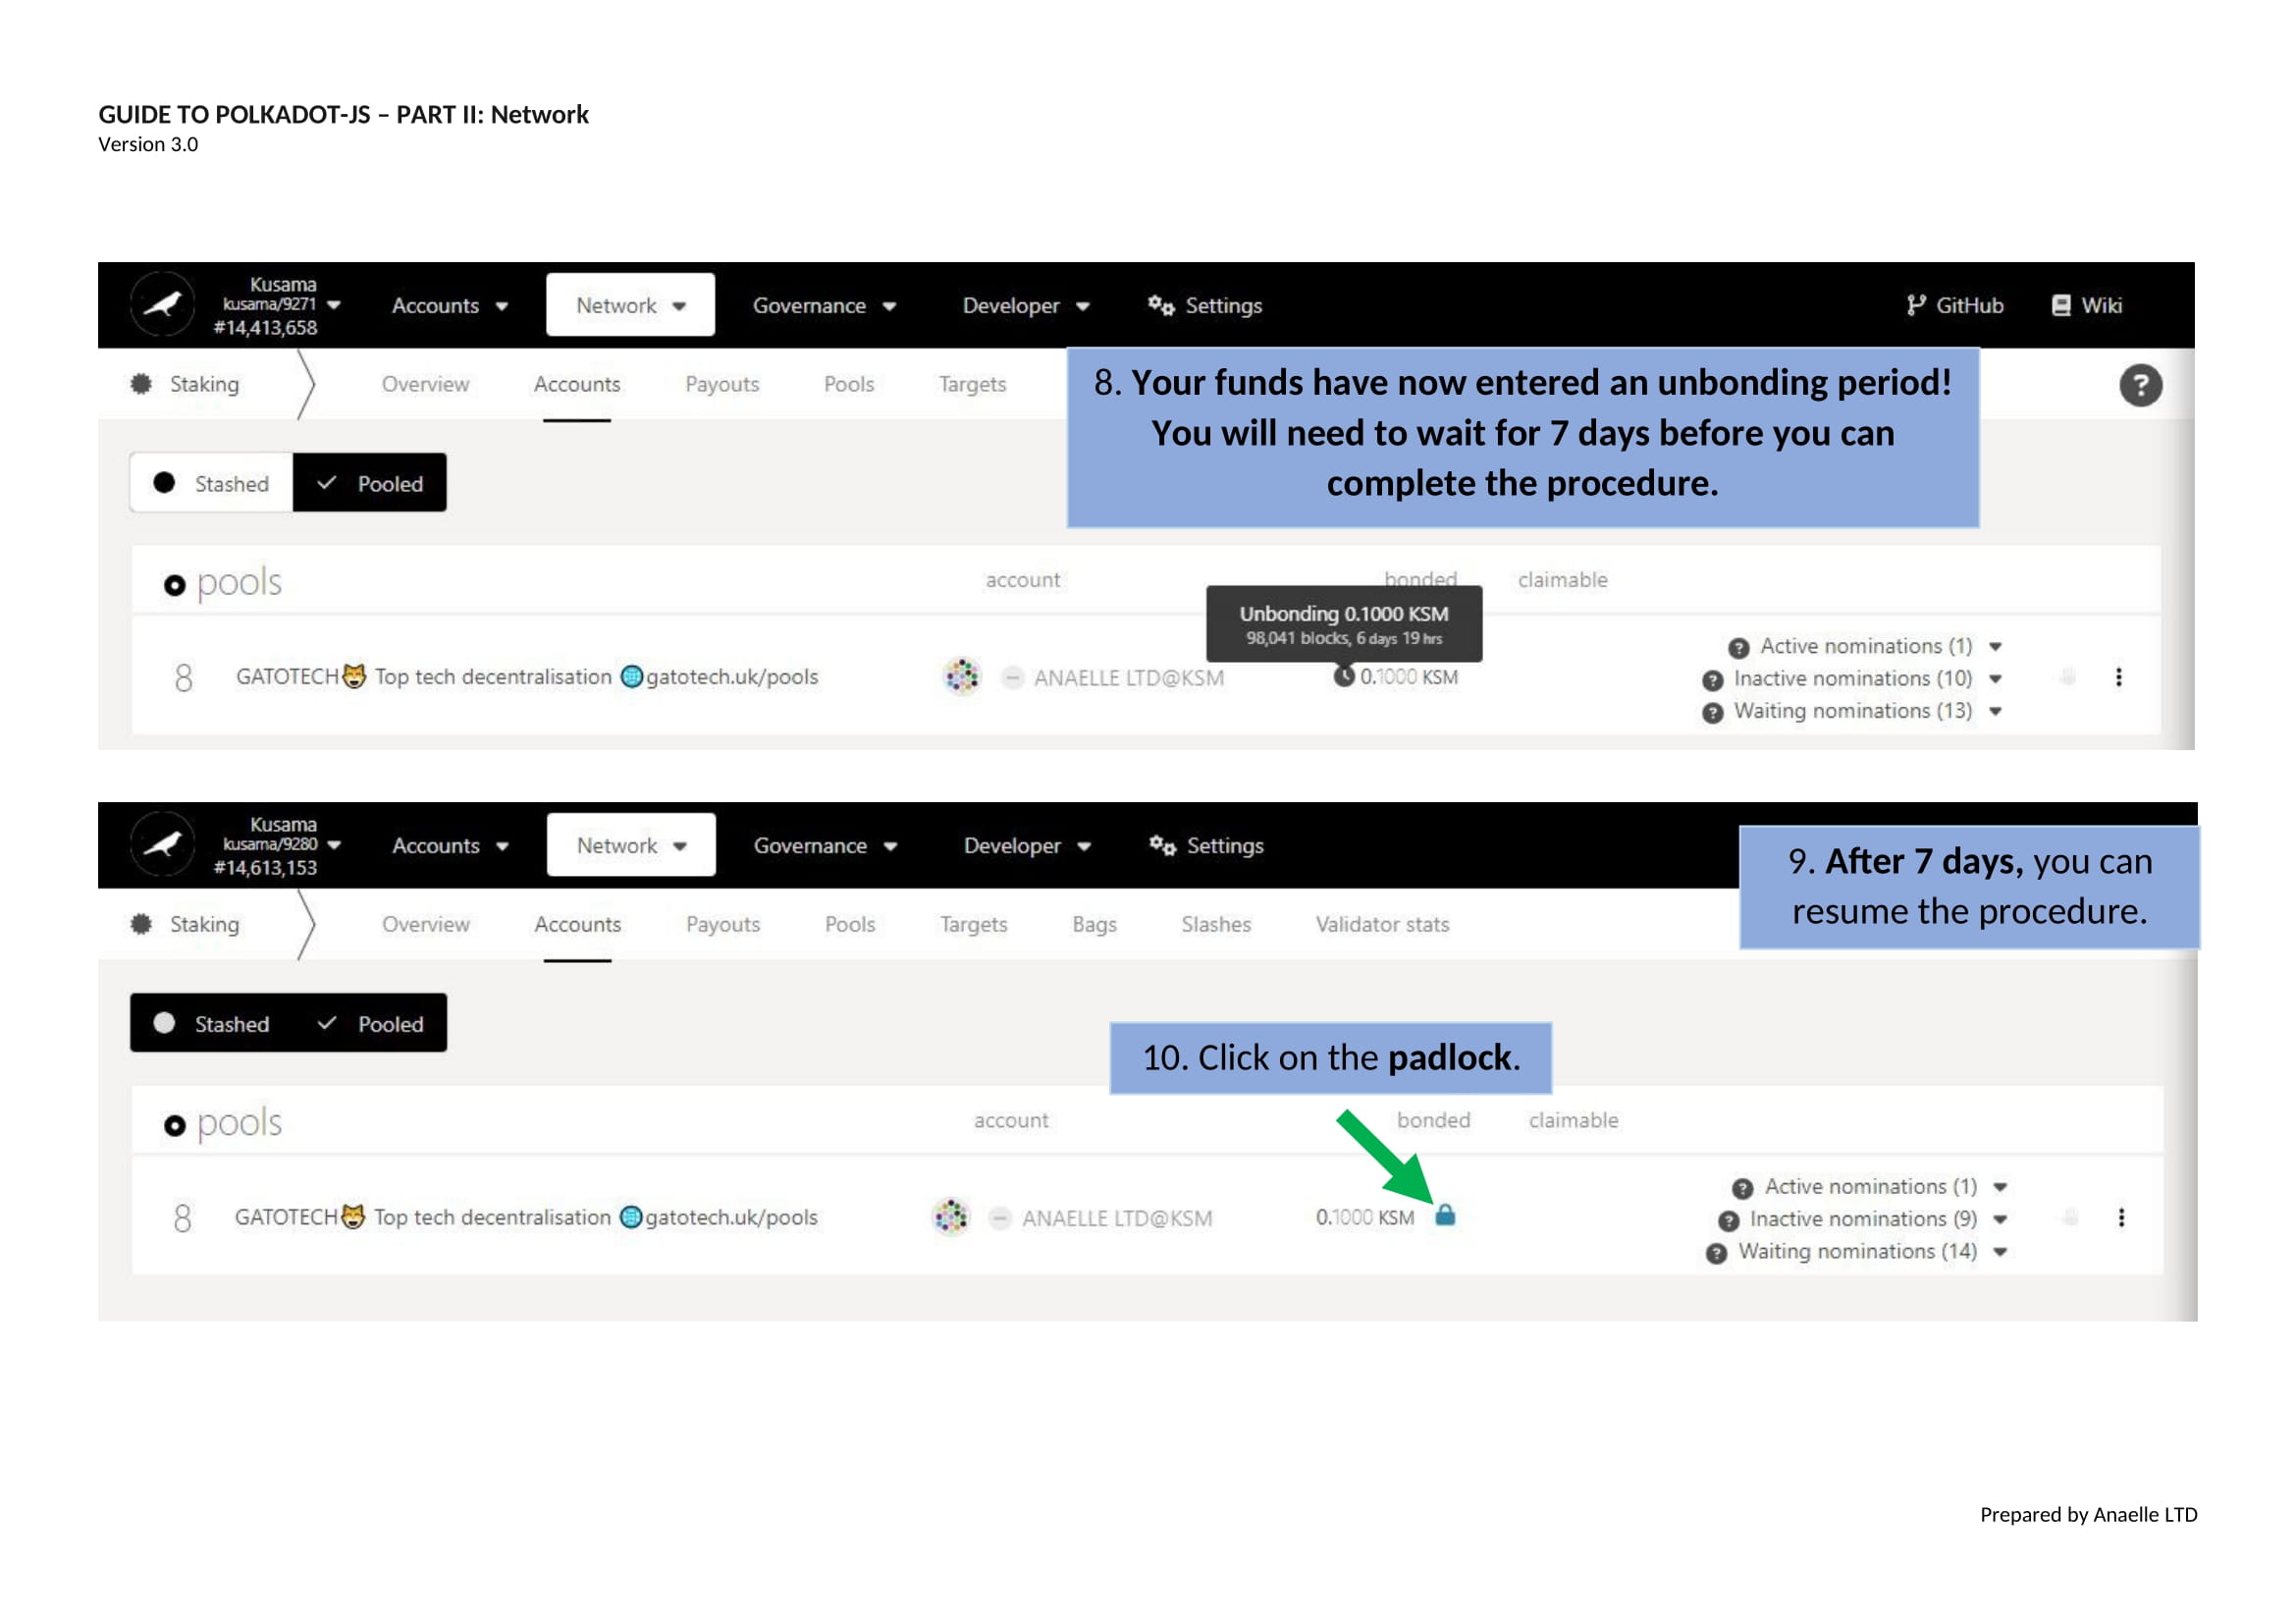 GUIDE TO POLKADOT-JS – PART II: Network
Version 3.0
Kusama
kusama/9271
#14,413,658
Accounts
Network
Governance
Developer
Settings
GitHub
Wiki
Staking
Overview
Accounts
Payouts
Pools
Targets
8. Your funds have now entered an unbonding period!
You will need to wait for 7 days before you can
complete the procedure.
?
Stashed
Pooled
pools
account
bonded
claimable
Unbonding 0.1000 KSM
98,041 blocks, 6 days 19 hrs
8
GATOTECH😺 Top tech decentralisation 🌐gatotech.uk/pools
ANAELLE LTD@KSM
0.1000 KSM
? Active nominations (1)
? Inactive nominations (10)
? Waiting nominations (13)
Kusama
kusama/9280
#14,613,153
Accounts
Network
Governance
Developer
Settings
9. After 7 days, you can
resume the procedure.
Staking
Overview
Accounts
Payouts
Pools
Targets
Bags
Slashes
Validator stats
Stashed
Pooled
10. Click on the padlock.
pools
account
bonded
claimable
8
GATOTECH😺 Top tech decentralisation 🌐gatotech.uk/pools
ANAELLE LTD@KSM
0.1000 KSM
? Active nominations (1)
? Inactive nominations (9)
? Waiting nominations (14)
Prepared by Anaelle LTD